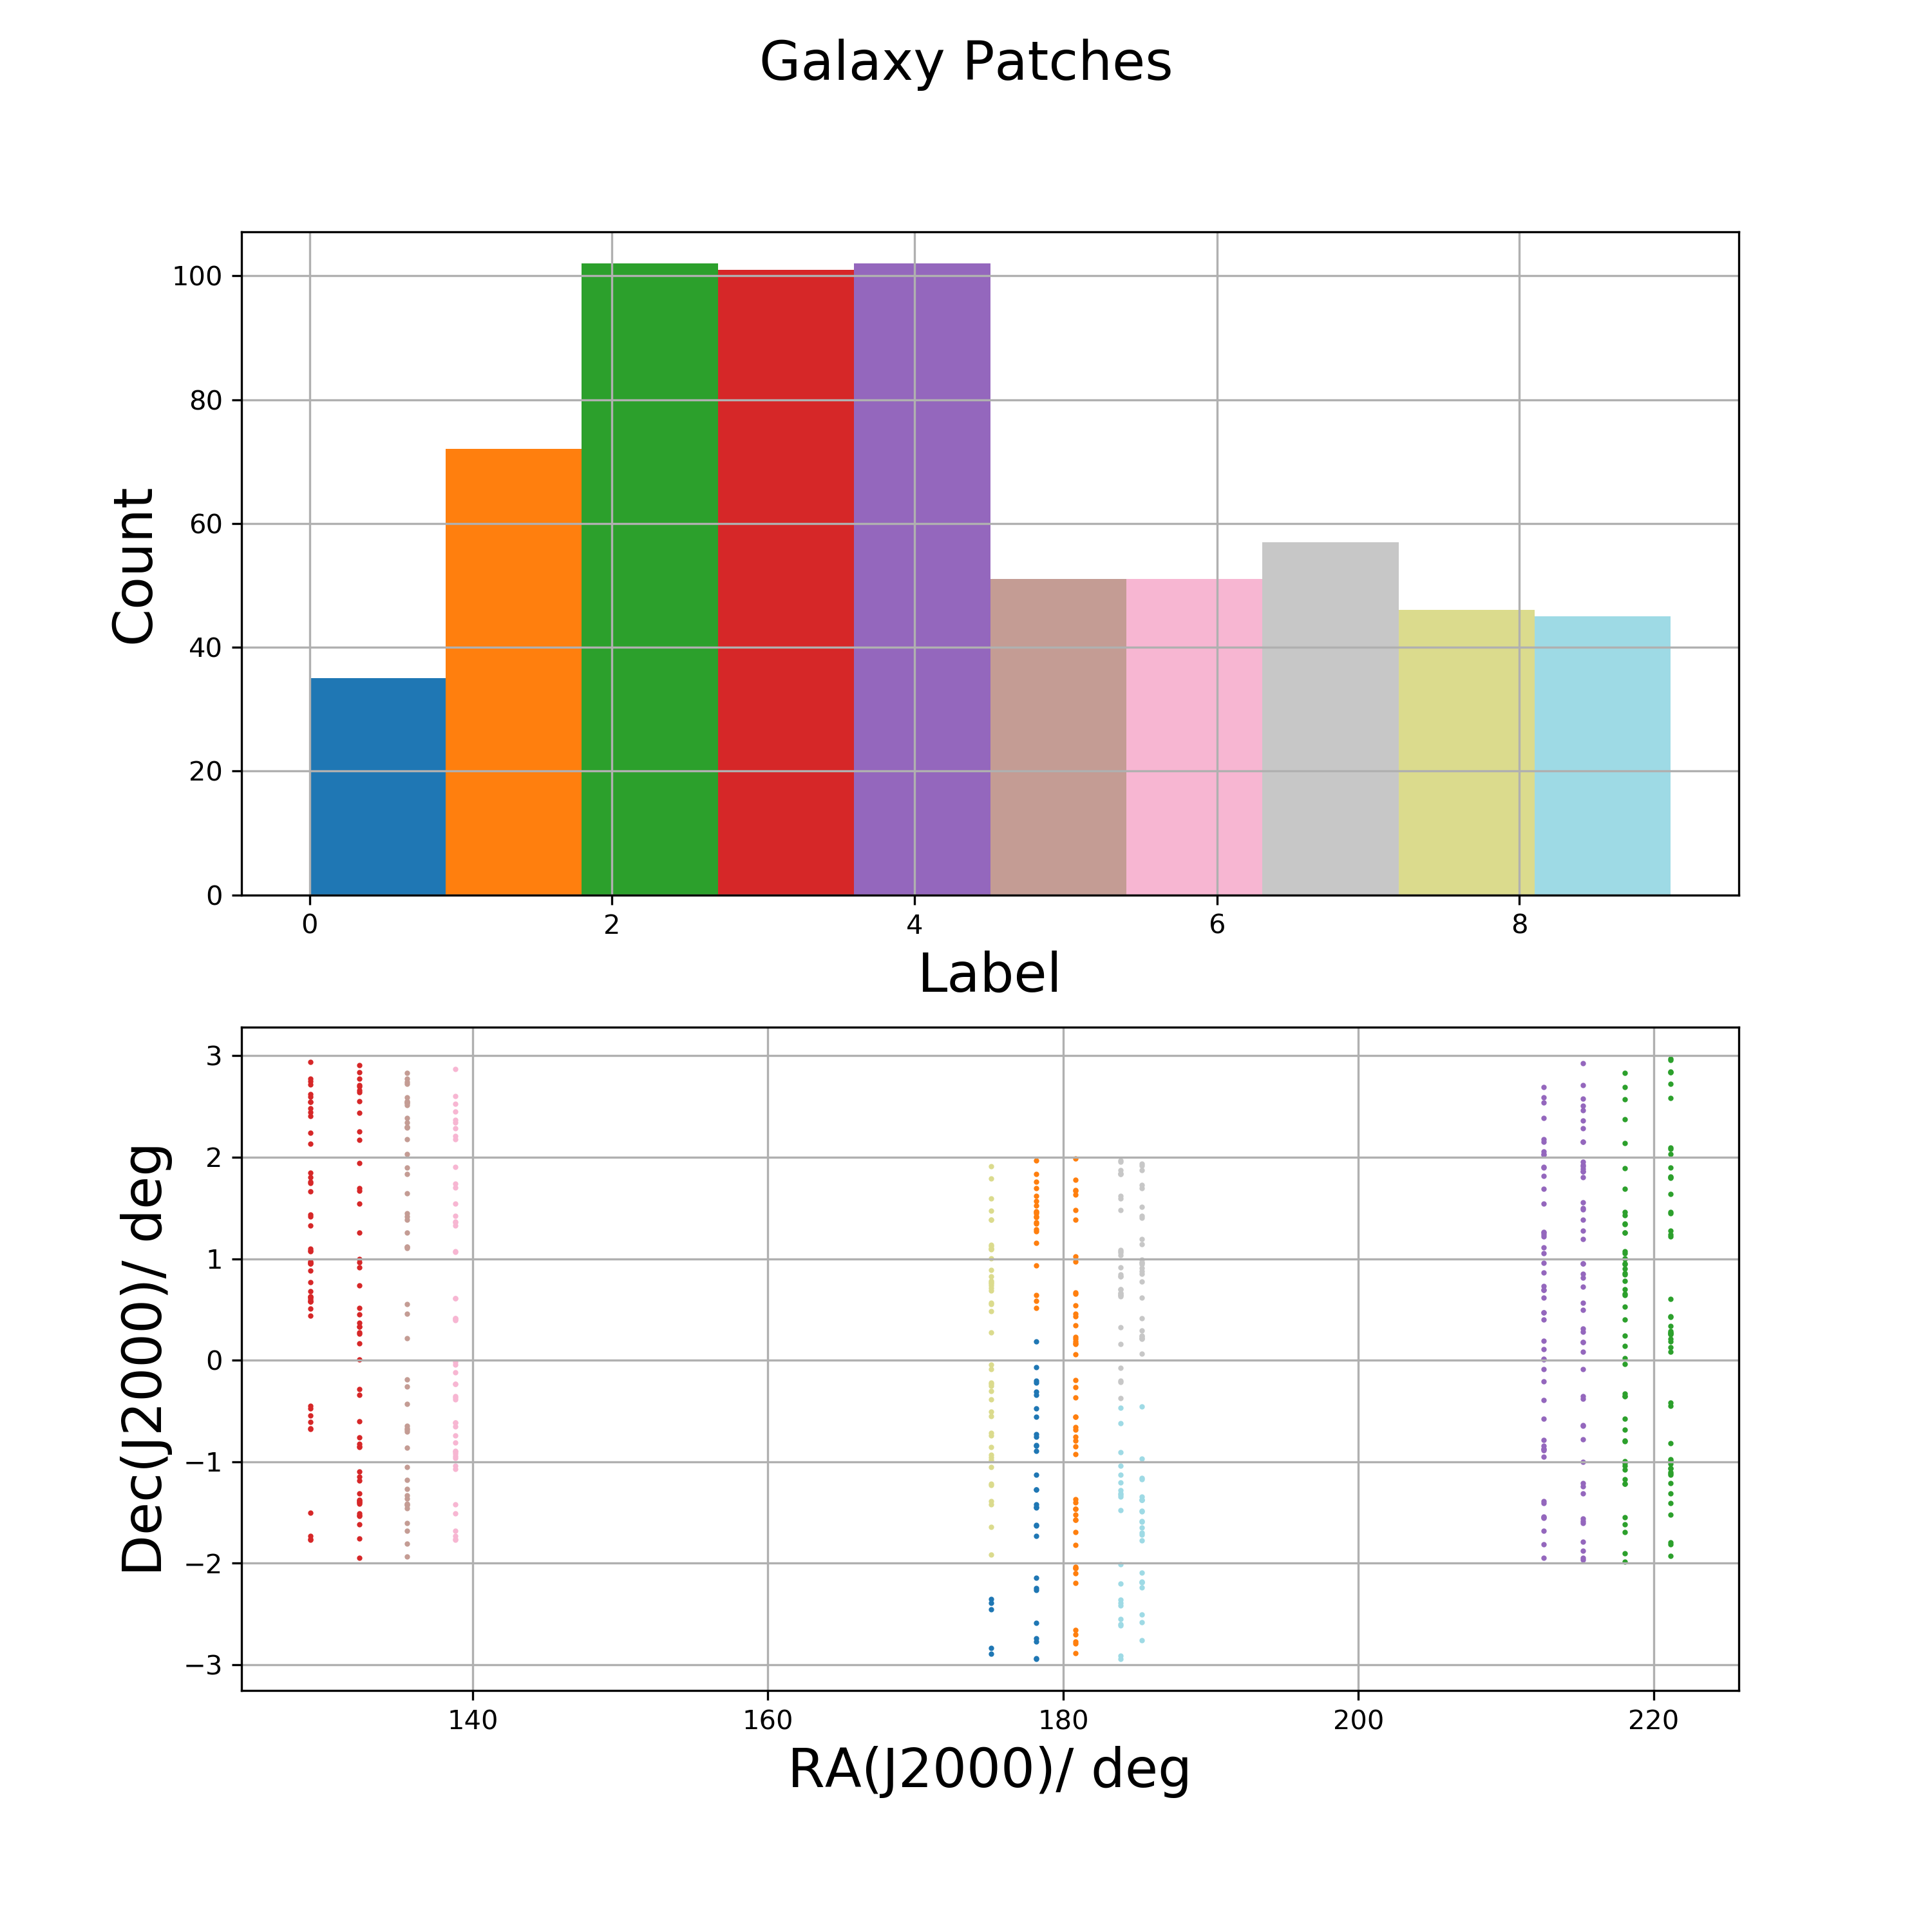 Galaxy Patches
100
80
60
40
20
0
Count
0 2 4 6 8
Label
3
2
1
0
−1
−2
−3
Dec(J2000)/ deg
140 160 180 200 220
RA(J2000)/ deg